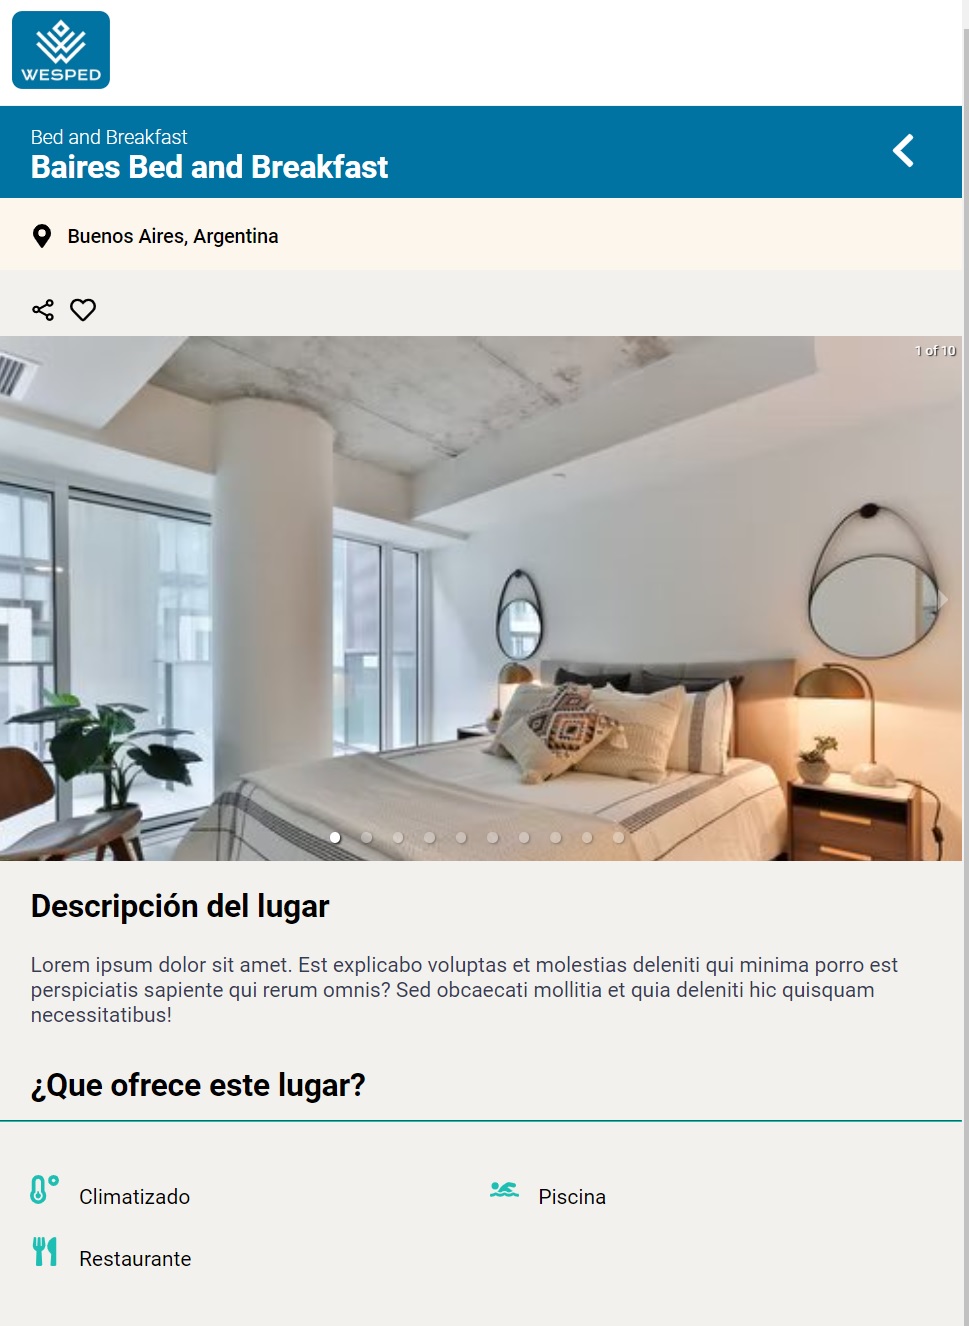 WESPED
Bed and Breakfast
Baires Bed and Breakfast
Buenos Aires, Argentina
1 of 10
Descripción del lugar
Lorem ipsum dolor sit amet. Est explicabo voluptas et molestias deleniti qui minima porro est
perspiciatis sapiente qui rerum omnis? Sed obcaecati mollitia et quia deleniti hic quisquam
necessitatibus!
¿Que ofrece este lugar?
Climatizado
Piscina
Restaurante